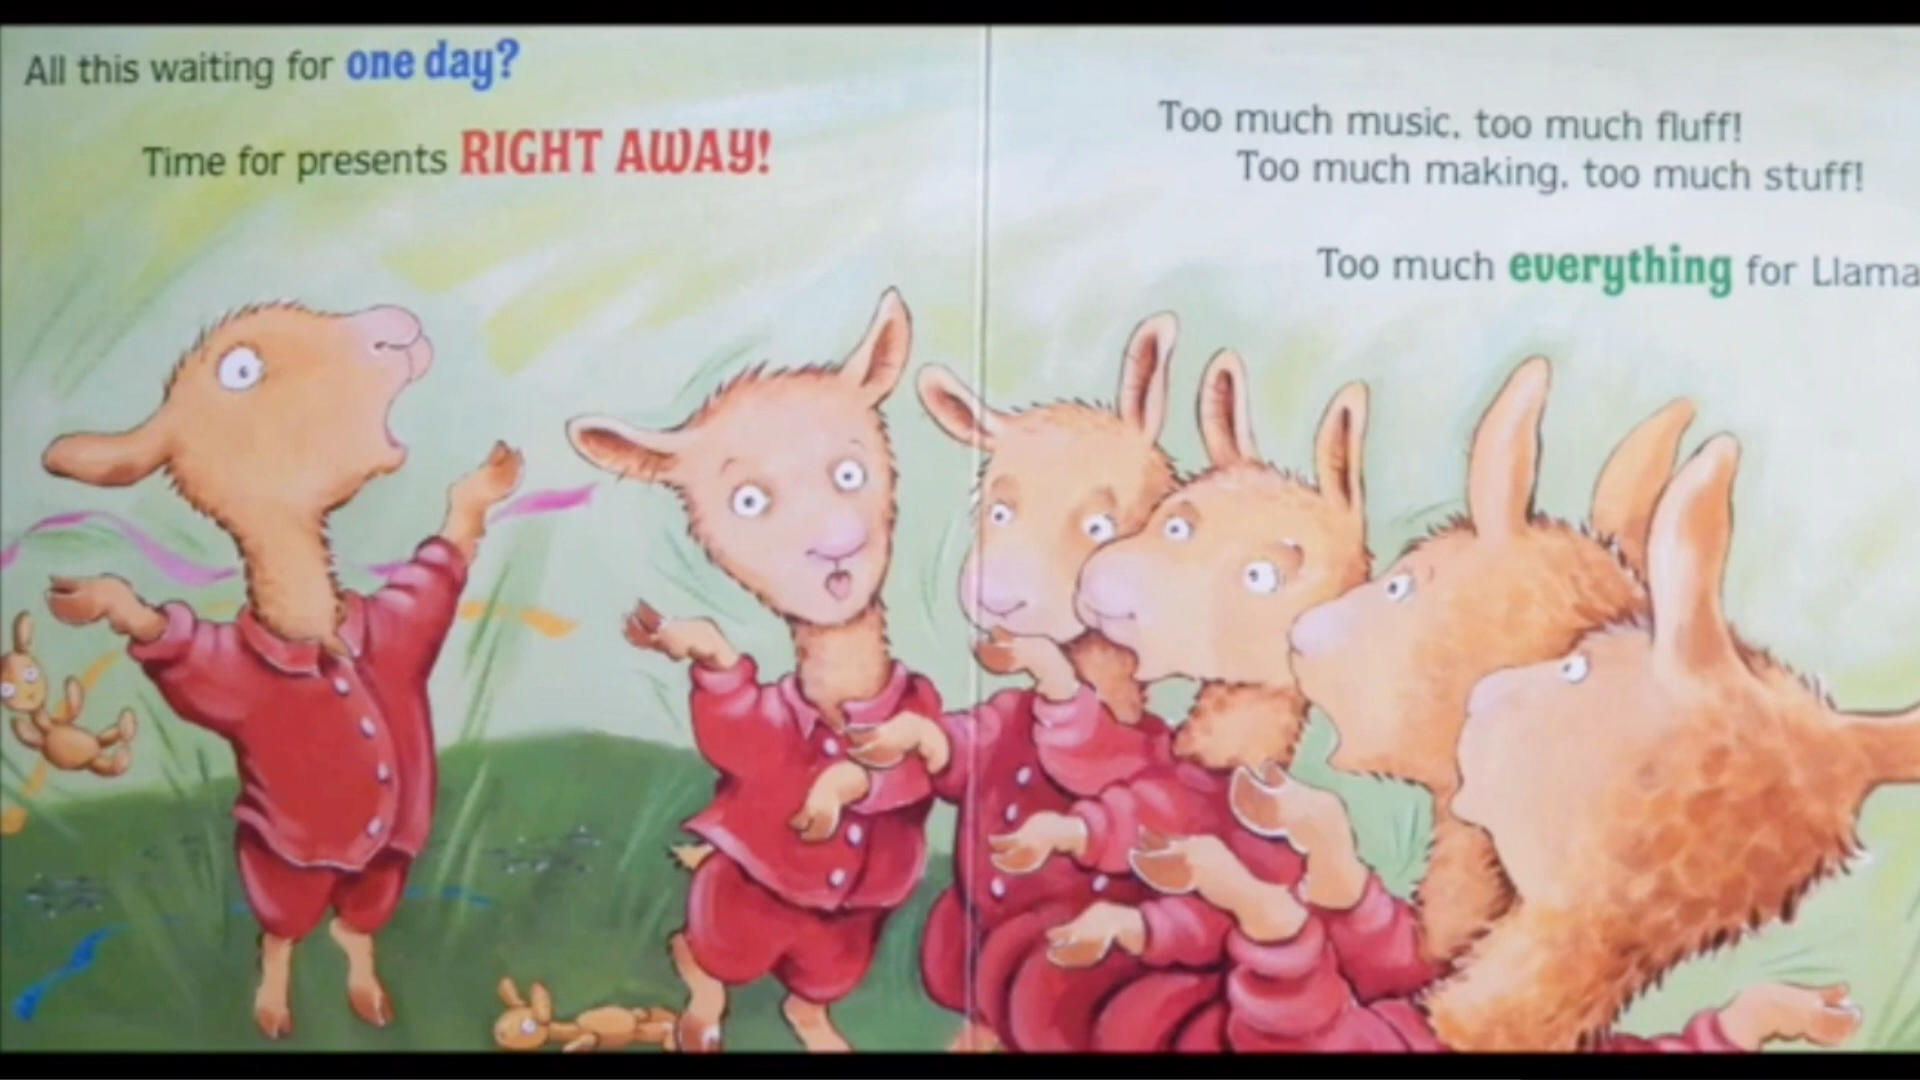 All this waiting for one day?
Time for presents RIGHT AWAY!
Too much music, too much fluff!
Too much making, too much stuff!
Too much everything for Llama